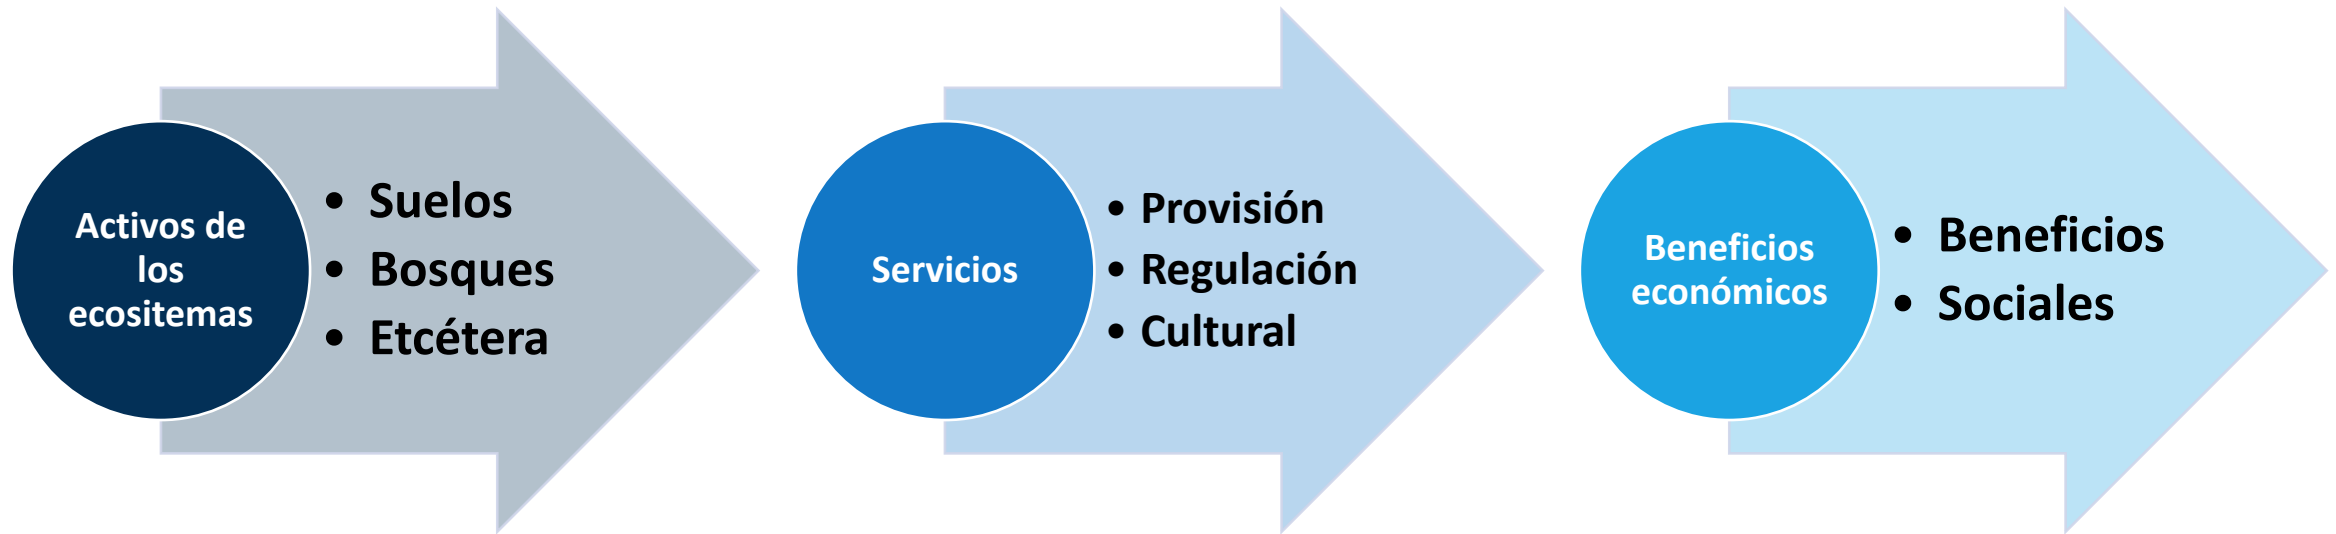 Activos de
los
ecositemas
• Suelos
• Bosques
• Etcétera
Servicios
• Provisión
• Regulación
• Cultural
Beneficios
económicos
• Beneficios
• Sociales